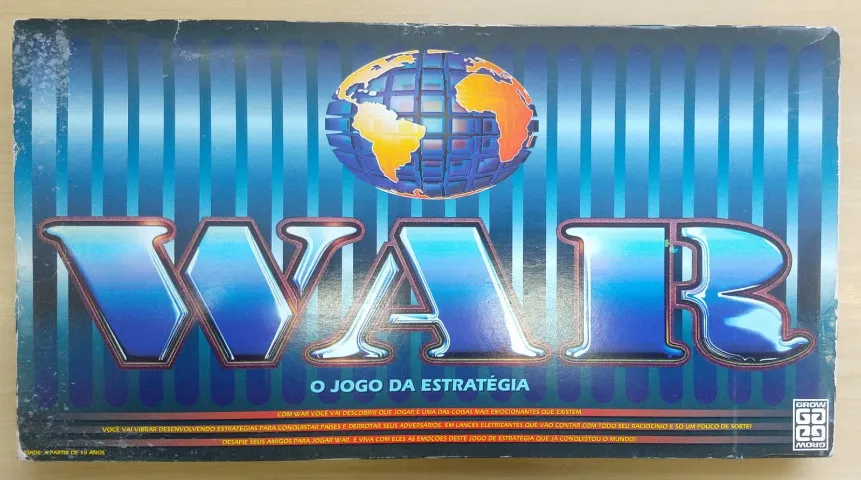 WAR
O JOGO DA ESTRATÉGIA
COM WAR VOCÊ VAI DESCOBRIR QUE JOGAR É UMA DAS COISAS MAIS EMOCIONANTES QUE EXISTEM.
VOCÊ VAI VIBRAR DESENVOLVENDO ESTRATÉGIAS PARA CONQUISTAR PAÍSES E DERROTAR SEUS ADVERSÁRIOS. EM LANCES ELETRIZANTES QUE VÃO CONTAR COM TODO SEU RACIOCÍNIO E SÓ UM POUCO DE SORTE!
DESAFIE SEUS AMIGOS PARA JOGAR WAR. E VIVA COM ELES AS EMOÇÕES DESTE JOGO DE ESTRATÉGIA QUE JÁ CONQUISTOU O MUNDO!
IDADE: A PARTIR DE 10 ANOS
GROW
GROW